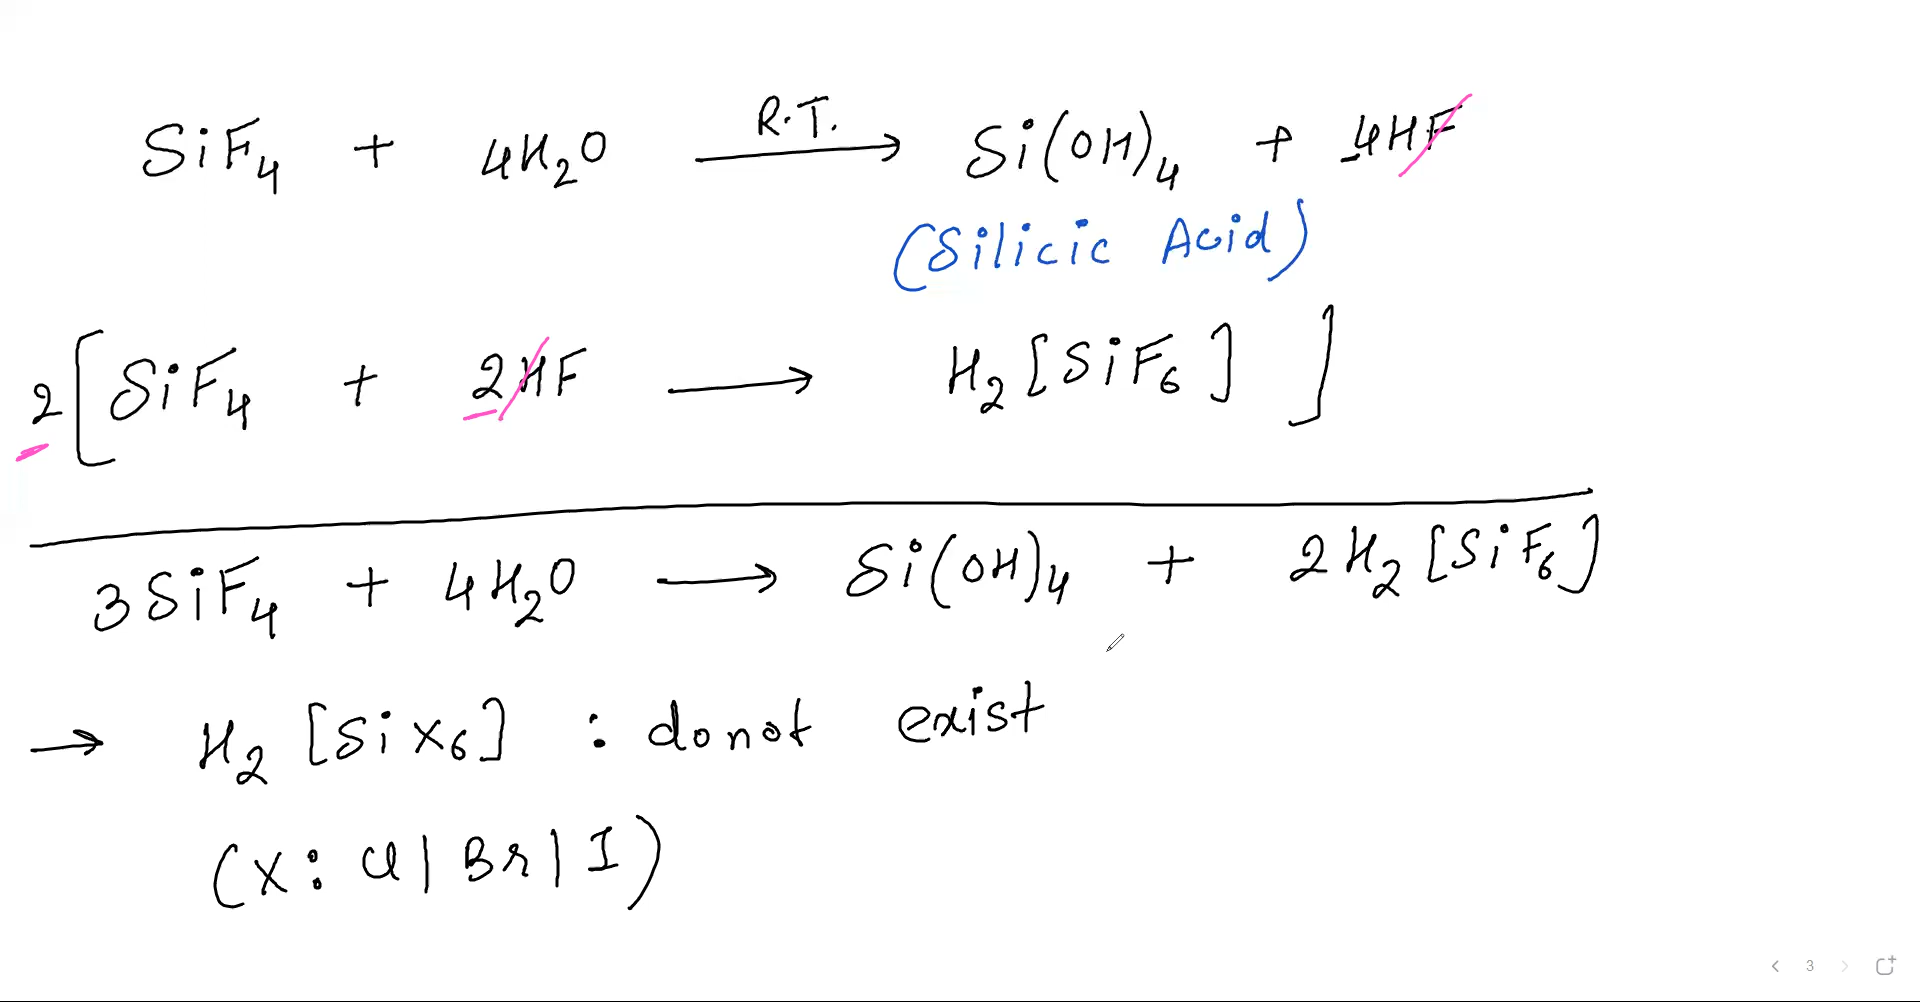 SiF₄ + 4H₂O ⟶ R.T. Si(OH)₄ + 4HF
(Silicic Acid)
2[SiF₄ + 2HF ⟶ H₂[SiF₆] ]
3SiF₄ + 4H₂O ⟶ Si(OH)₄ + 2H₂[SiF₆]
→ H₂[SiX₆] : donot exist
(X: Cl | Br | I)
3